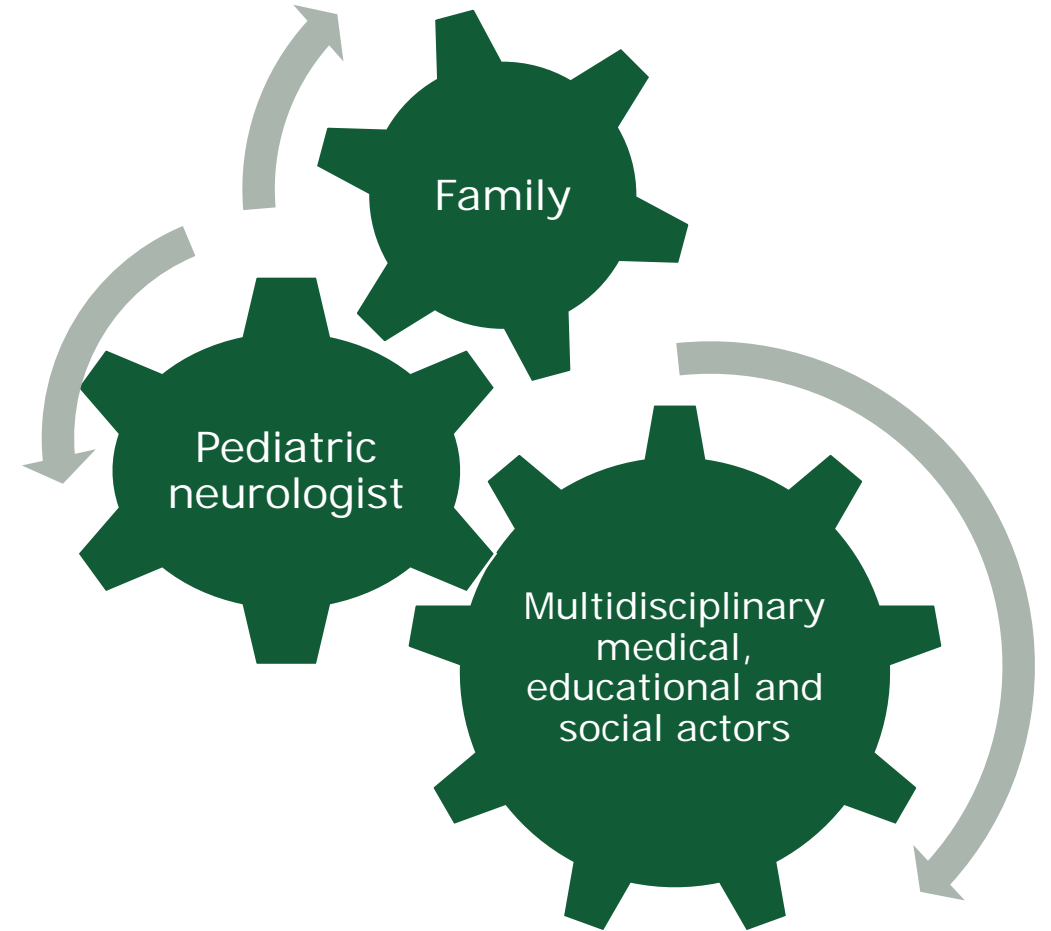 Family
Pediatric
neurologist
Multidisciplinary
medical,
educational and
social actors